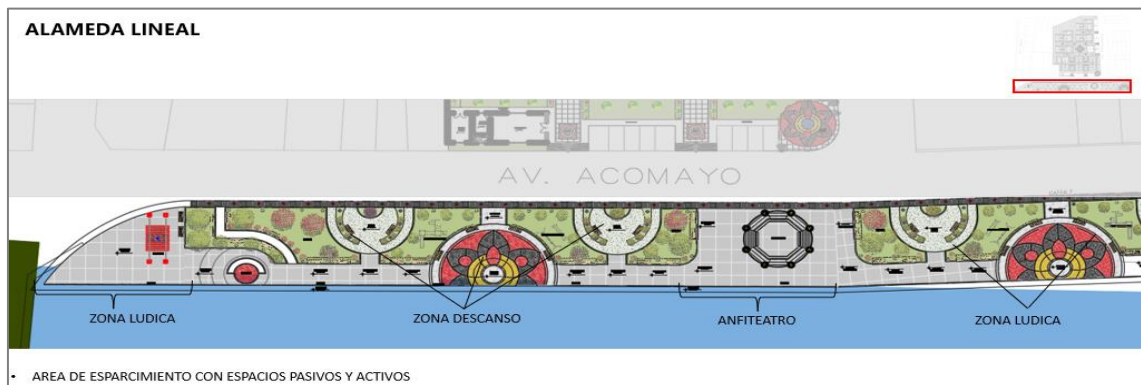 ALAMEDA LINEAL
AV. ACOMAYO
ZONA LUDICA
ZONA DESCANSO
ANFITEATRO
ZONA LUDICA
• AREA DE ESPARCIMIENTO CON ESPACIOS PASIVOS Y ACTIVOS